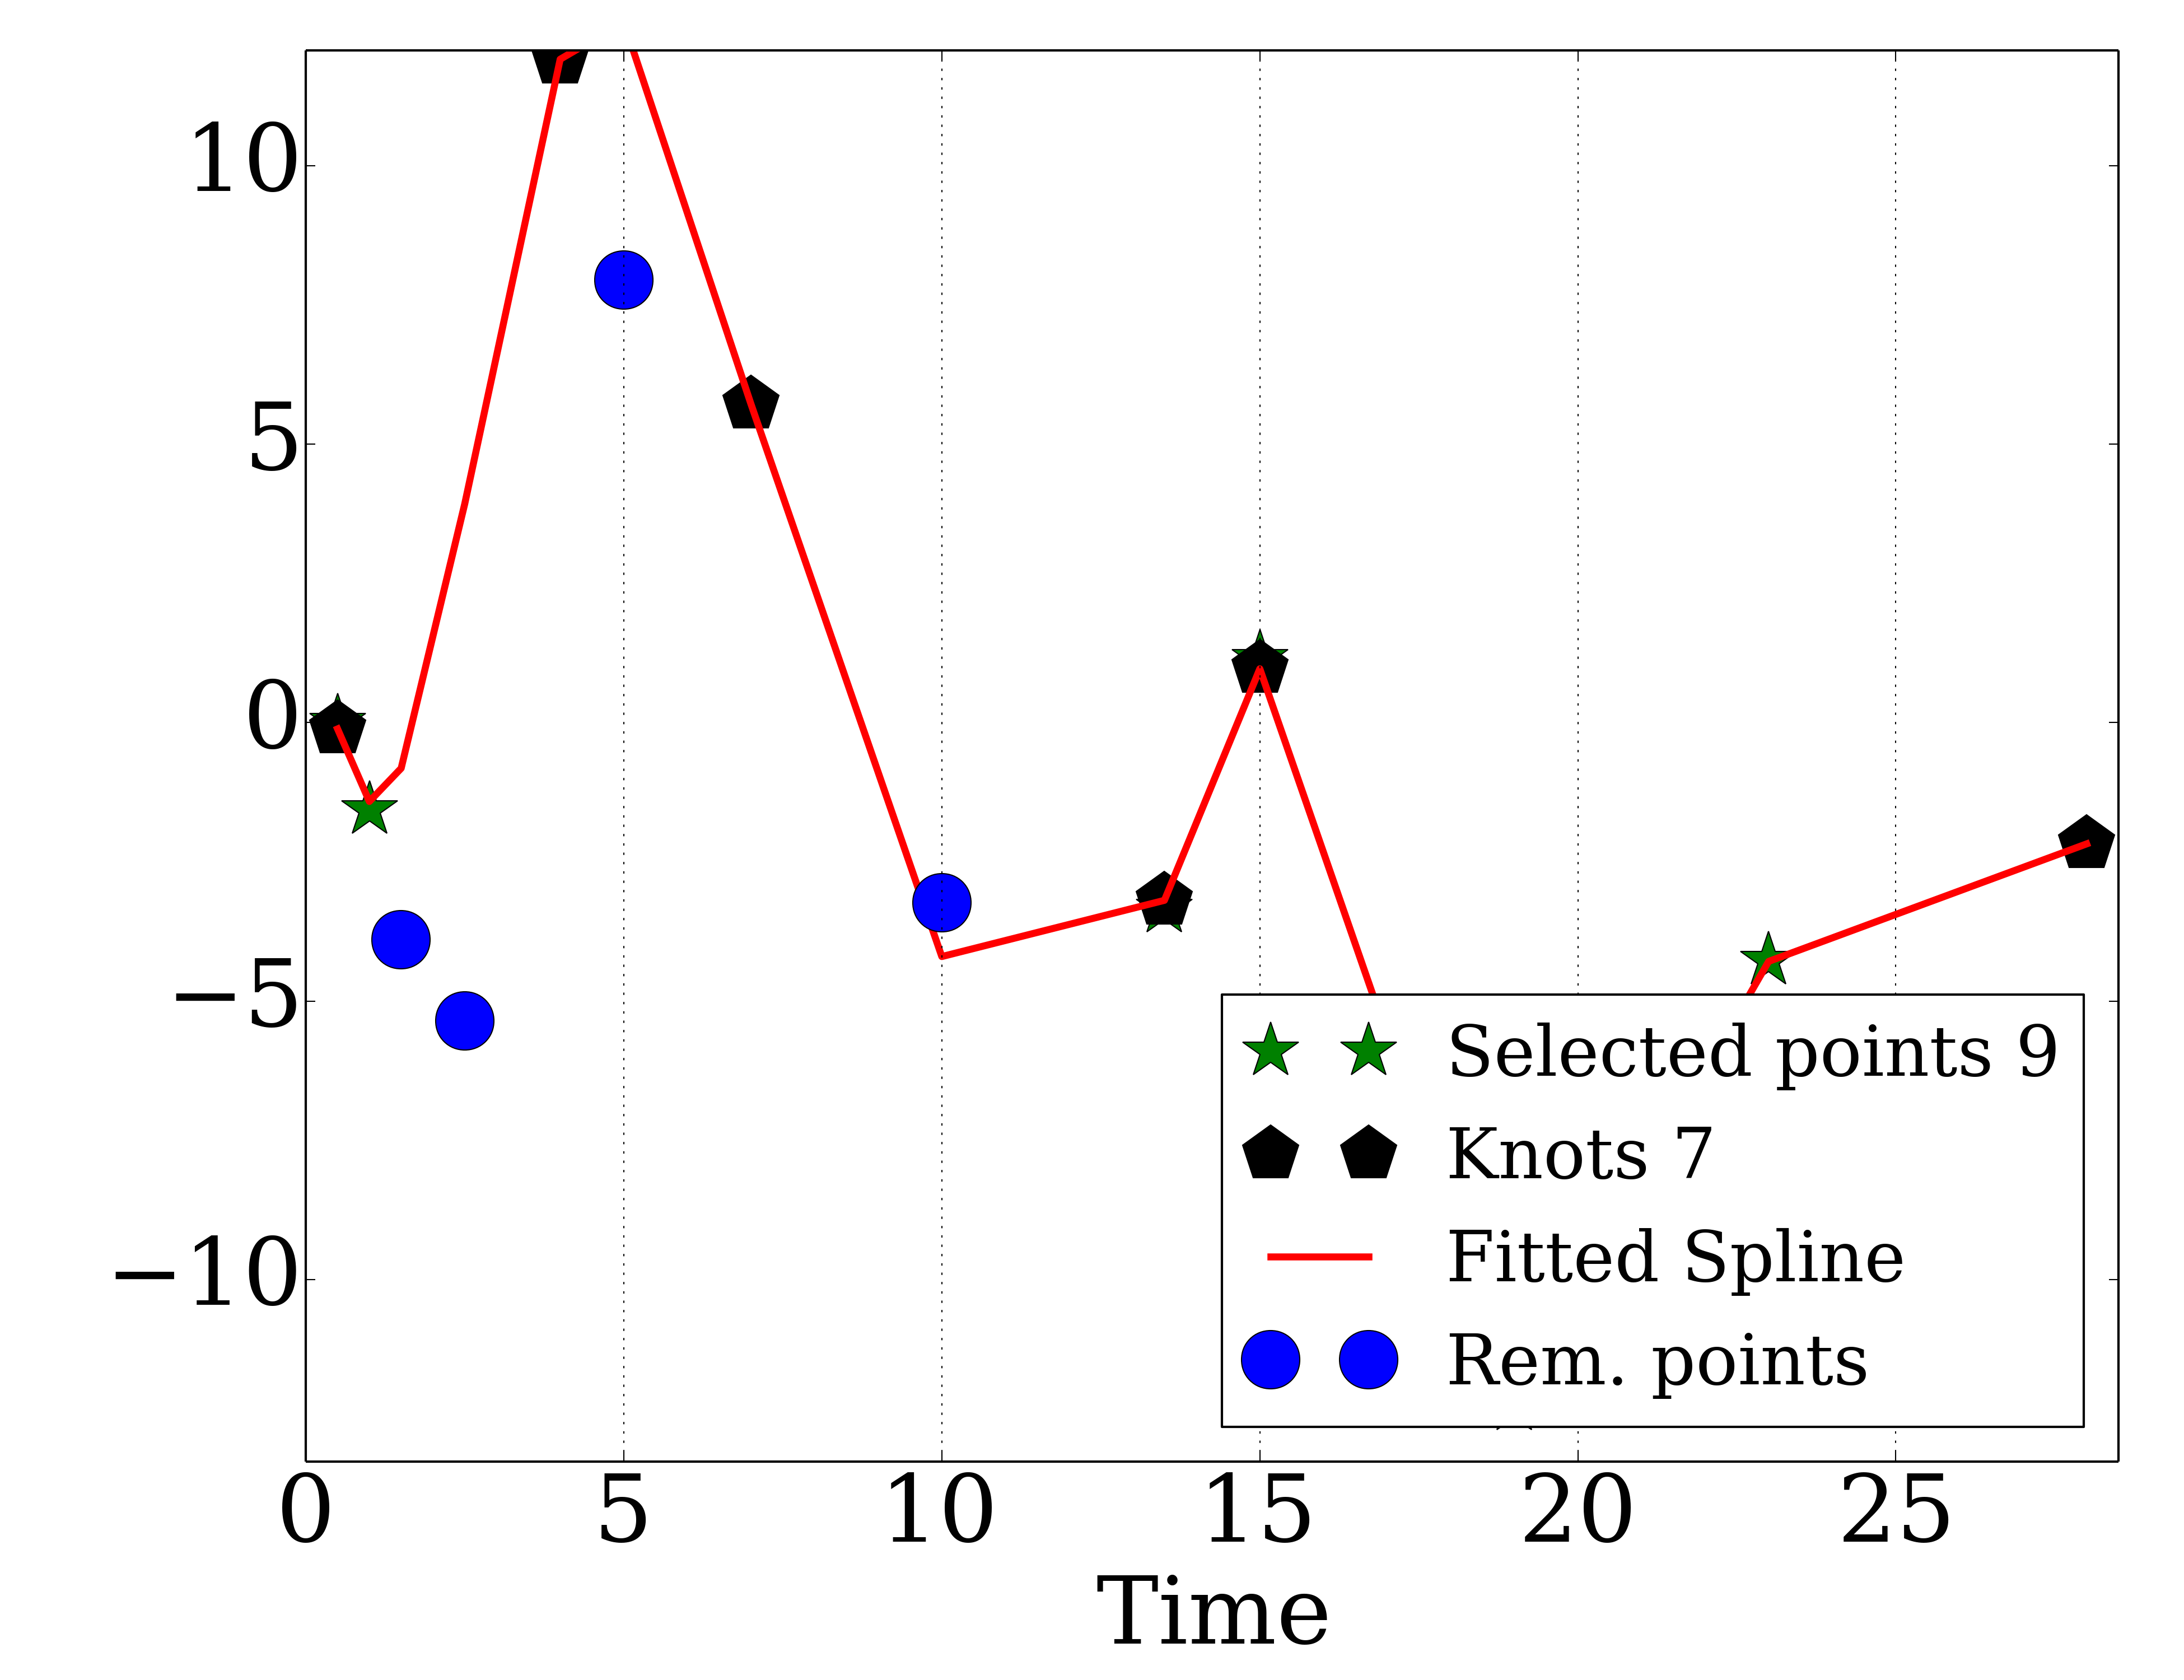 10
5
0
−5
−10
Selected points 9
Knots 7
Fitted Spline
Rem. points
0 5 10 15 20 25
Time